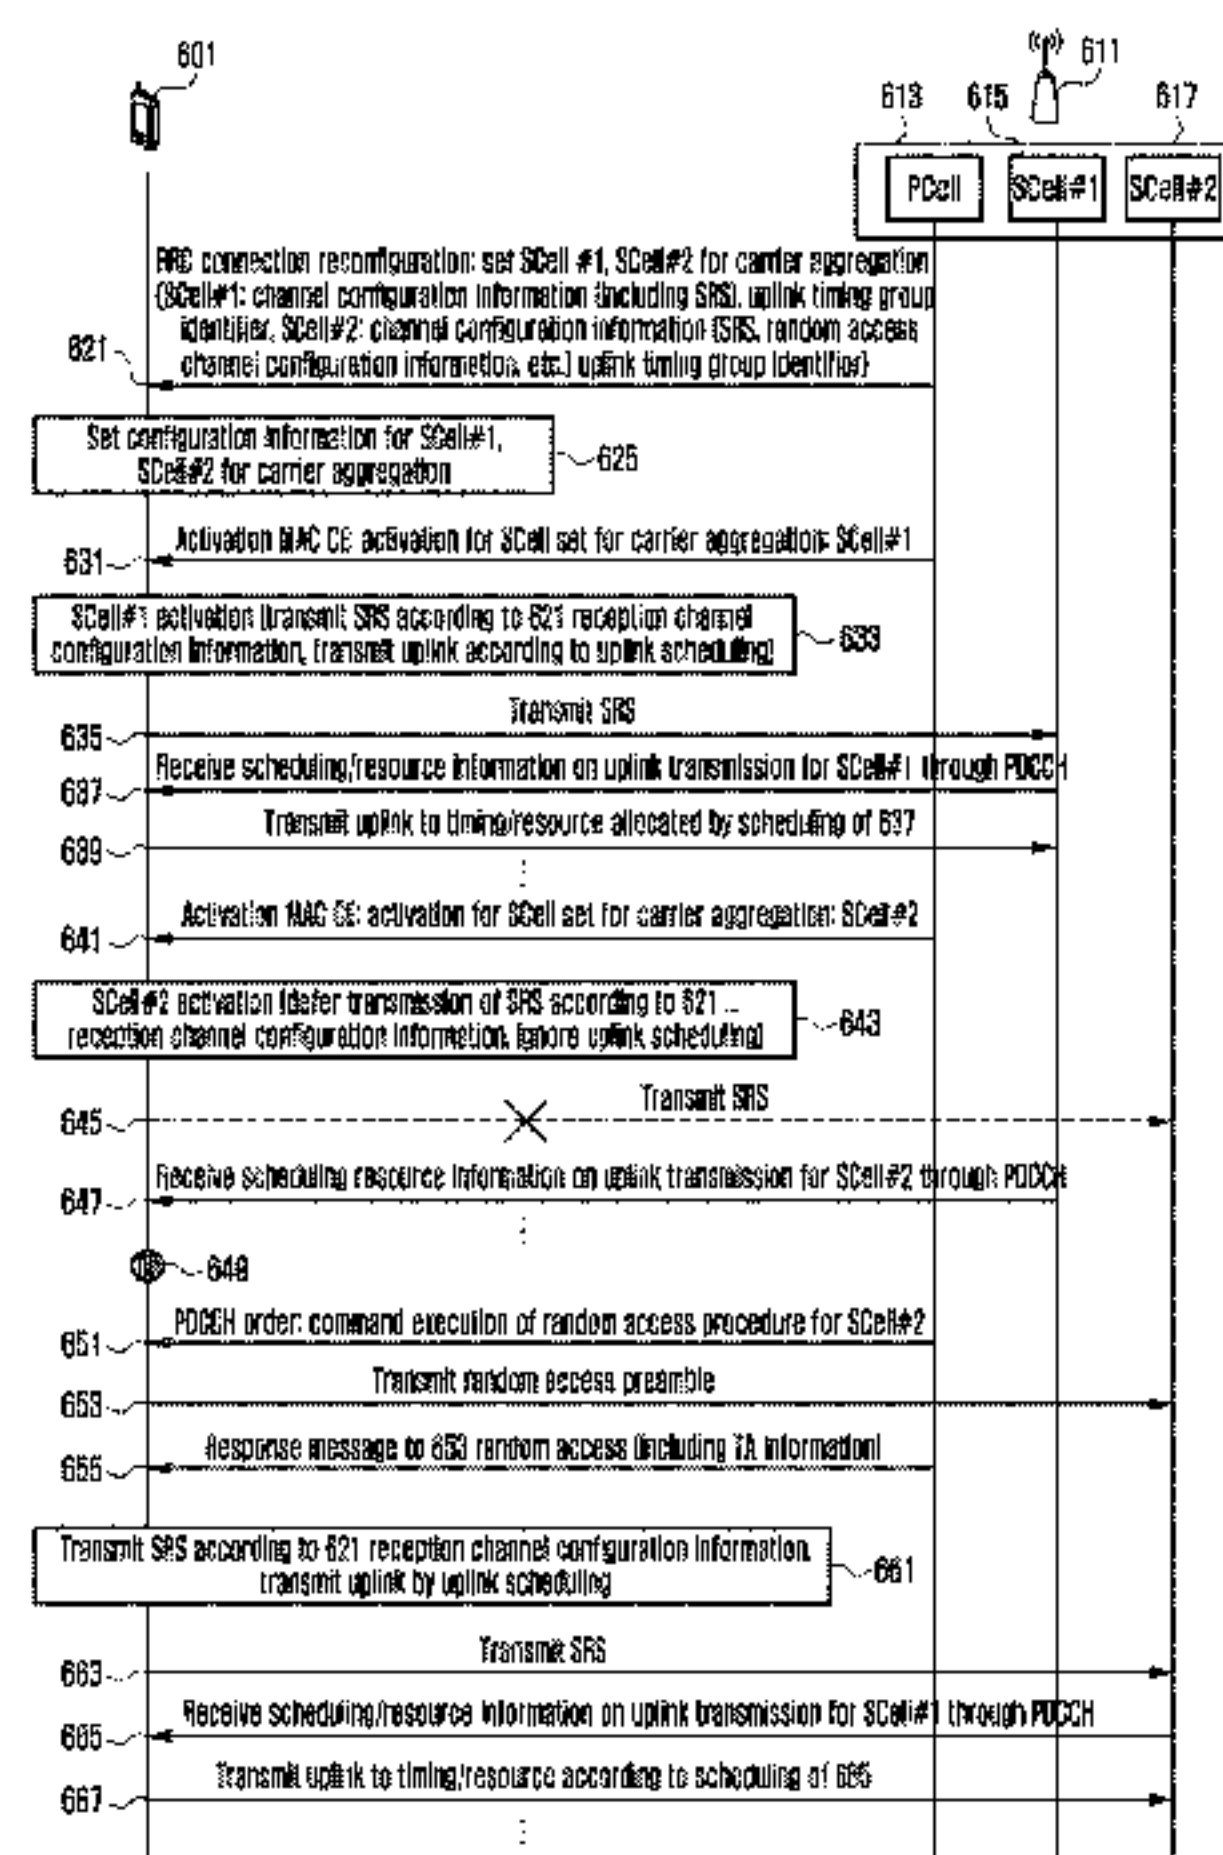 601
611
613
615
617
PCell
SCell#1
SCell#2
RRC connection reconfiguration: set SCell #1, SCell#2 for carrier aggregation
(SCell#1: channel configuration information (including SRS), uplink timing group
identifier, SCell#2: channel configuration information (SRS, random access
channel configuration information, etc.) uplink timing group identifier)
621
Set configuration information for SCell#1,
SCell#2 for carrier aggregation
625
Activation MAC CE: activation for SCell set for carrier aggregation: SCell#1
631
SCell#1 activation (transmit SRS according to 621 reception channel
configuration information, transmit uplink according to uplink scheduling)
633
Transmit SRS
635
Receive scheduling/resource information on uplink transmission for SCell#1 through PDCCH
637
Transmit uplink to timing/resource allocated by scheduling of 637
639
Activation MAC CE: activation for SCell set for carrier aggregation: SCell#2
641
SCell#2 activation (defer transmission of SRS according to 621
reception channel configuration information, ignore uplink scheduling)
643
Transmit SRS
645
Receive scheduling resource information on uplink transmission for SCell#2 through PDCCH
647
649
PDCCH order: command execution of random access procedure for SCell#2
651
Transmit random access preamble
653
Response message to 653 random access (including TA information)
655
Transmit SRS according to 621 reception channel configuration information,
transmit uplink by uplink scheduling
661
Transmit SRS
663
Receive scheduling/resource information on uplink transmission for SCell#1 through PDCCH
665
Transmit uplink to timing/resource according to scheduling of 665
667